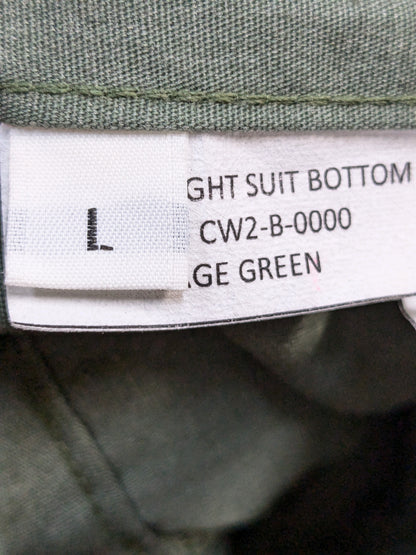 L
GHT SUIT BOTTOM
CW2-B-0000
GE GREEN